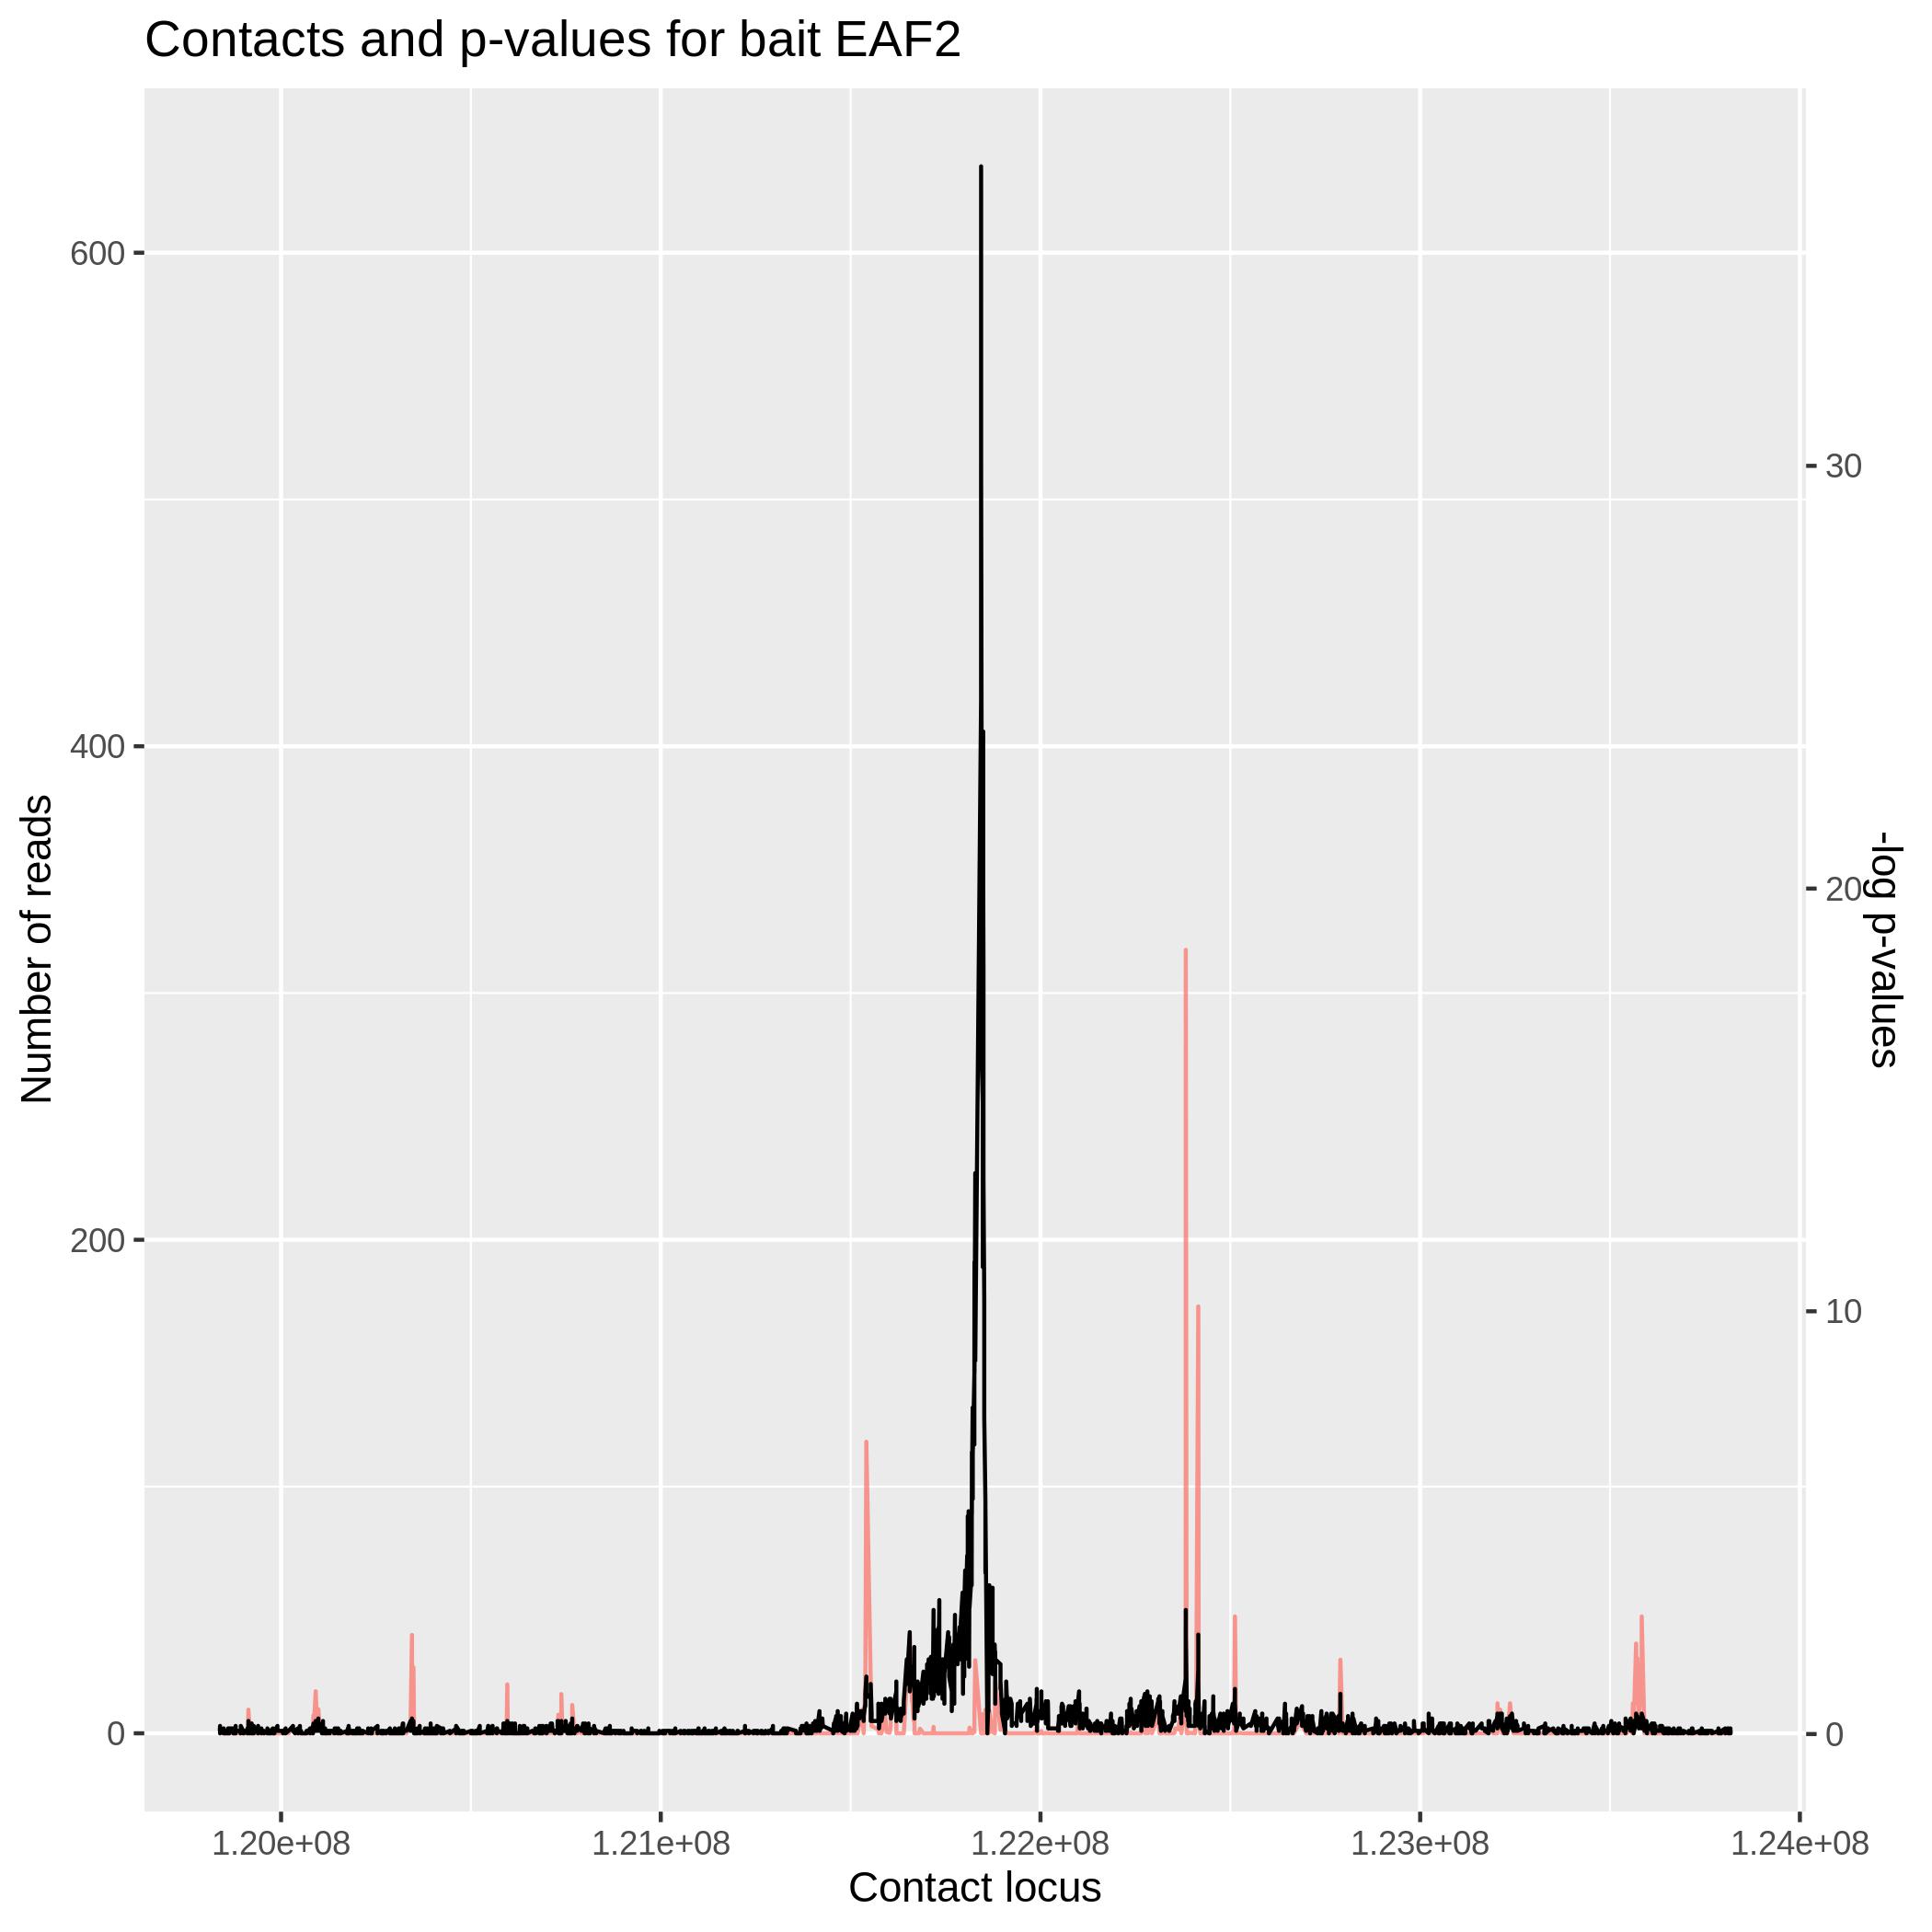 Contacts and p-values for bait EAF2
600
400
200
0
Number of reads
30
20
10
0
-log p-values
1.20e+08
1.21e+08
1.22e+08
1.23e+08
1.24e+08
Contact locus